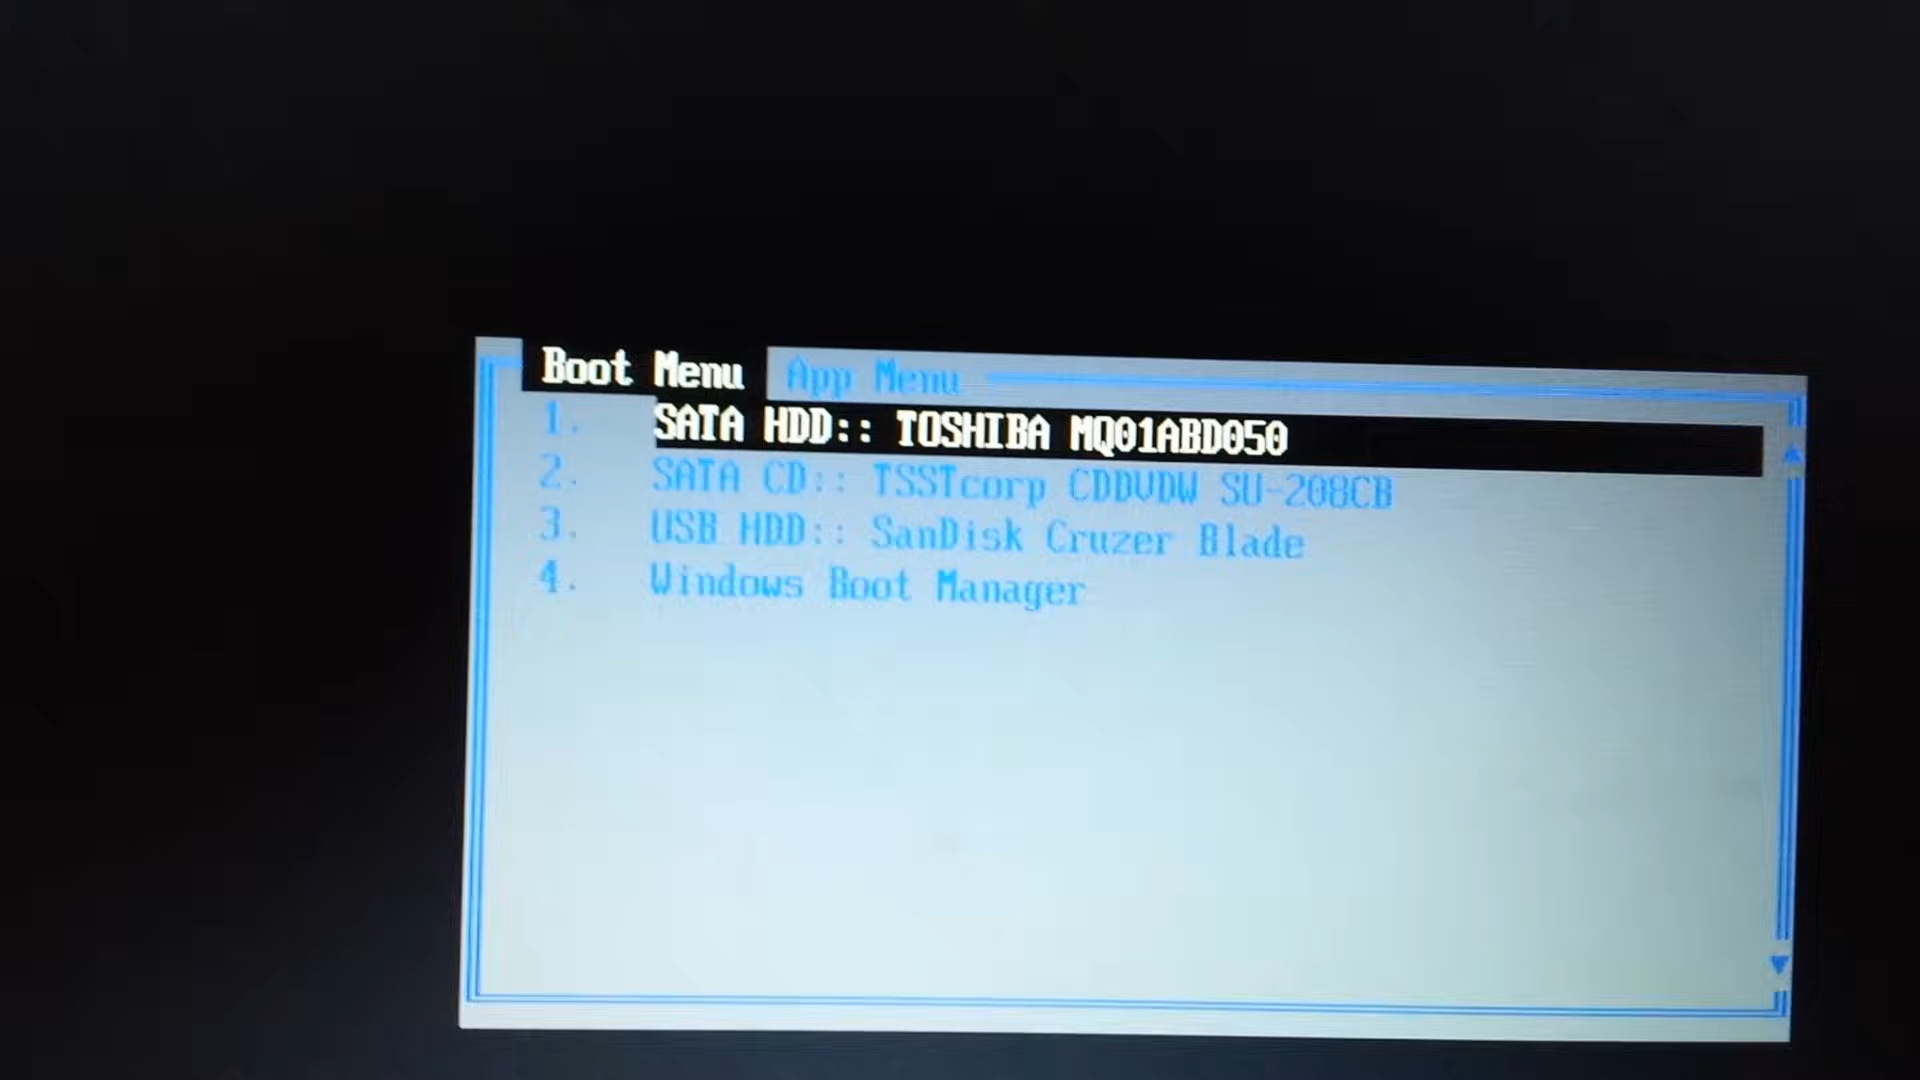 Boot Menu App Menu
1. SATA HDD:: TOSHIBA MQ01ABD050
2. SATA CD:: TSSTcorp CDDVDW SU-208CB
3. USB HDD:: SanDisk Cruzer Blade
4. Windows Boot Manager